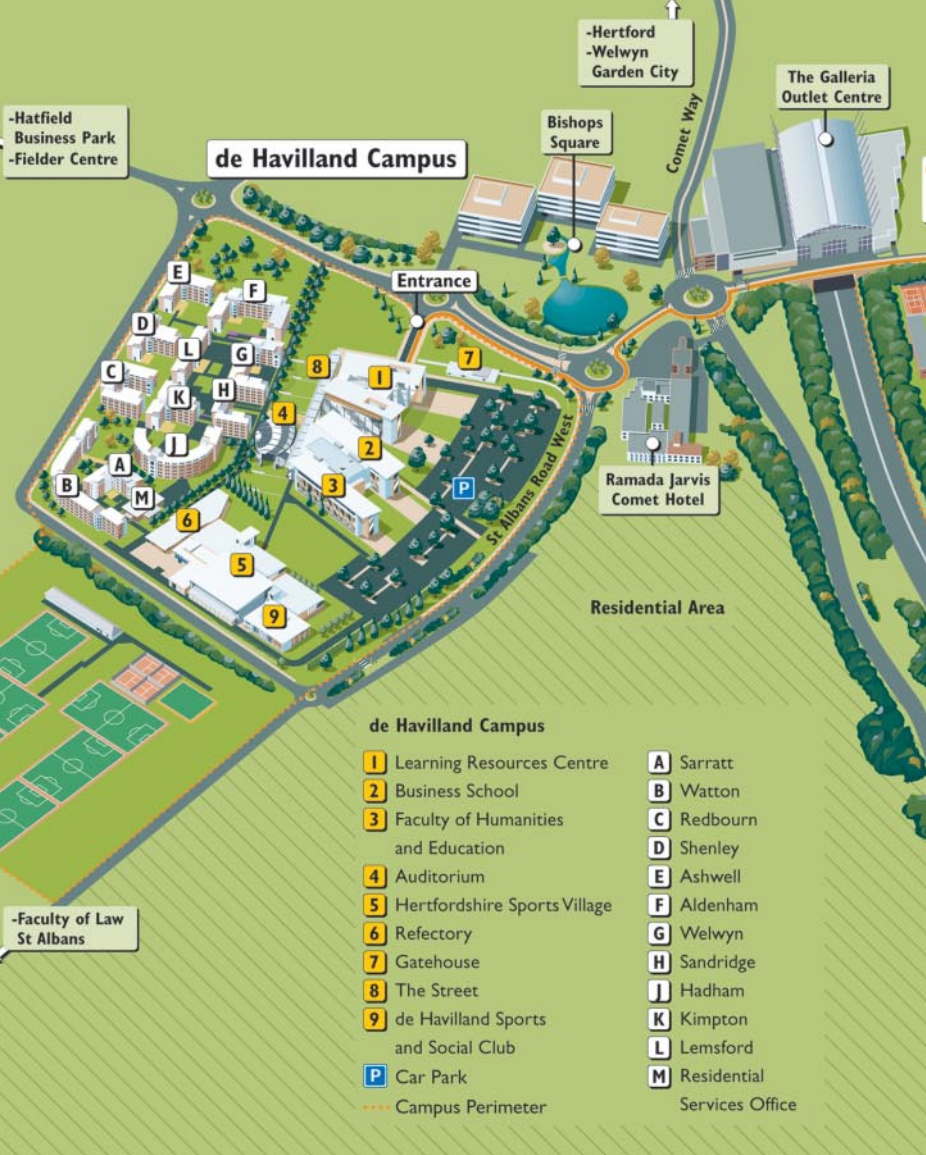 -Hertford
-Welwyn
Garden City
The Galleria
Outlet Centre
Comet Way
-Hatfield
Business Park
-Fielder Centre
Bishops
Square
de Havilland Campus
Entrance
E
F
D
L
G
8
7
1
C
H
K
4
J
2
A
B
M
3
P
St Albans Road West
Ramada Jarvis
Comet Hotel
6
5
9
Residential Area
de Havilland Campus
1 Learning Resources Centre
2 Business School
3 Faculty of Humanities
and Education
4 Auditorium
5 Hertfordshire Sports Village
6 Refectory
7 Gatehouse
8 The Street
9 de Havilland Sports
and Social Club
P Car Park
Campus Perimeter
A Sarratt
B Watton
C Redbourn
D Shenley
E Ashwell
F Aldenham
G Welwyn
H Sandridge
J Hadham
K Kimpton
L Lemsford
M Residential
Services Office
-Faculty of Law
St Albans